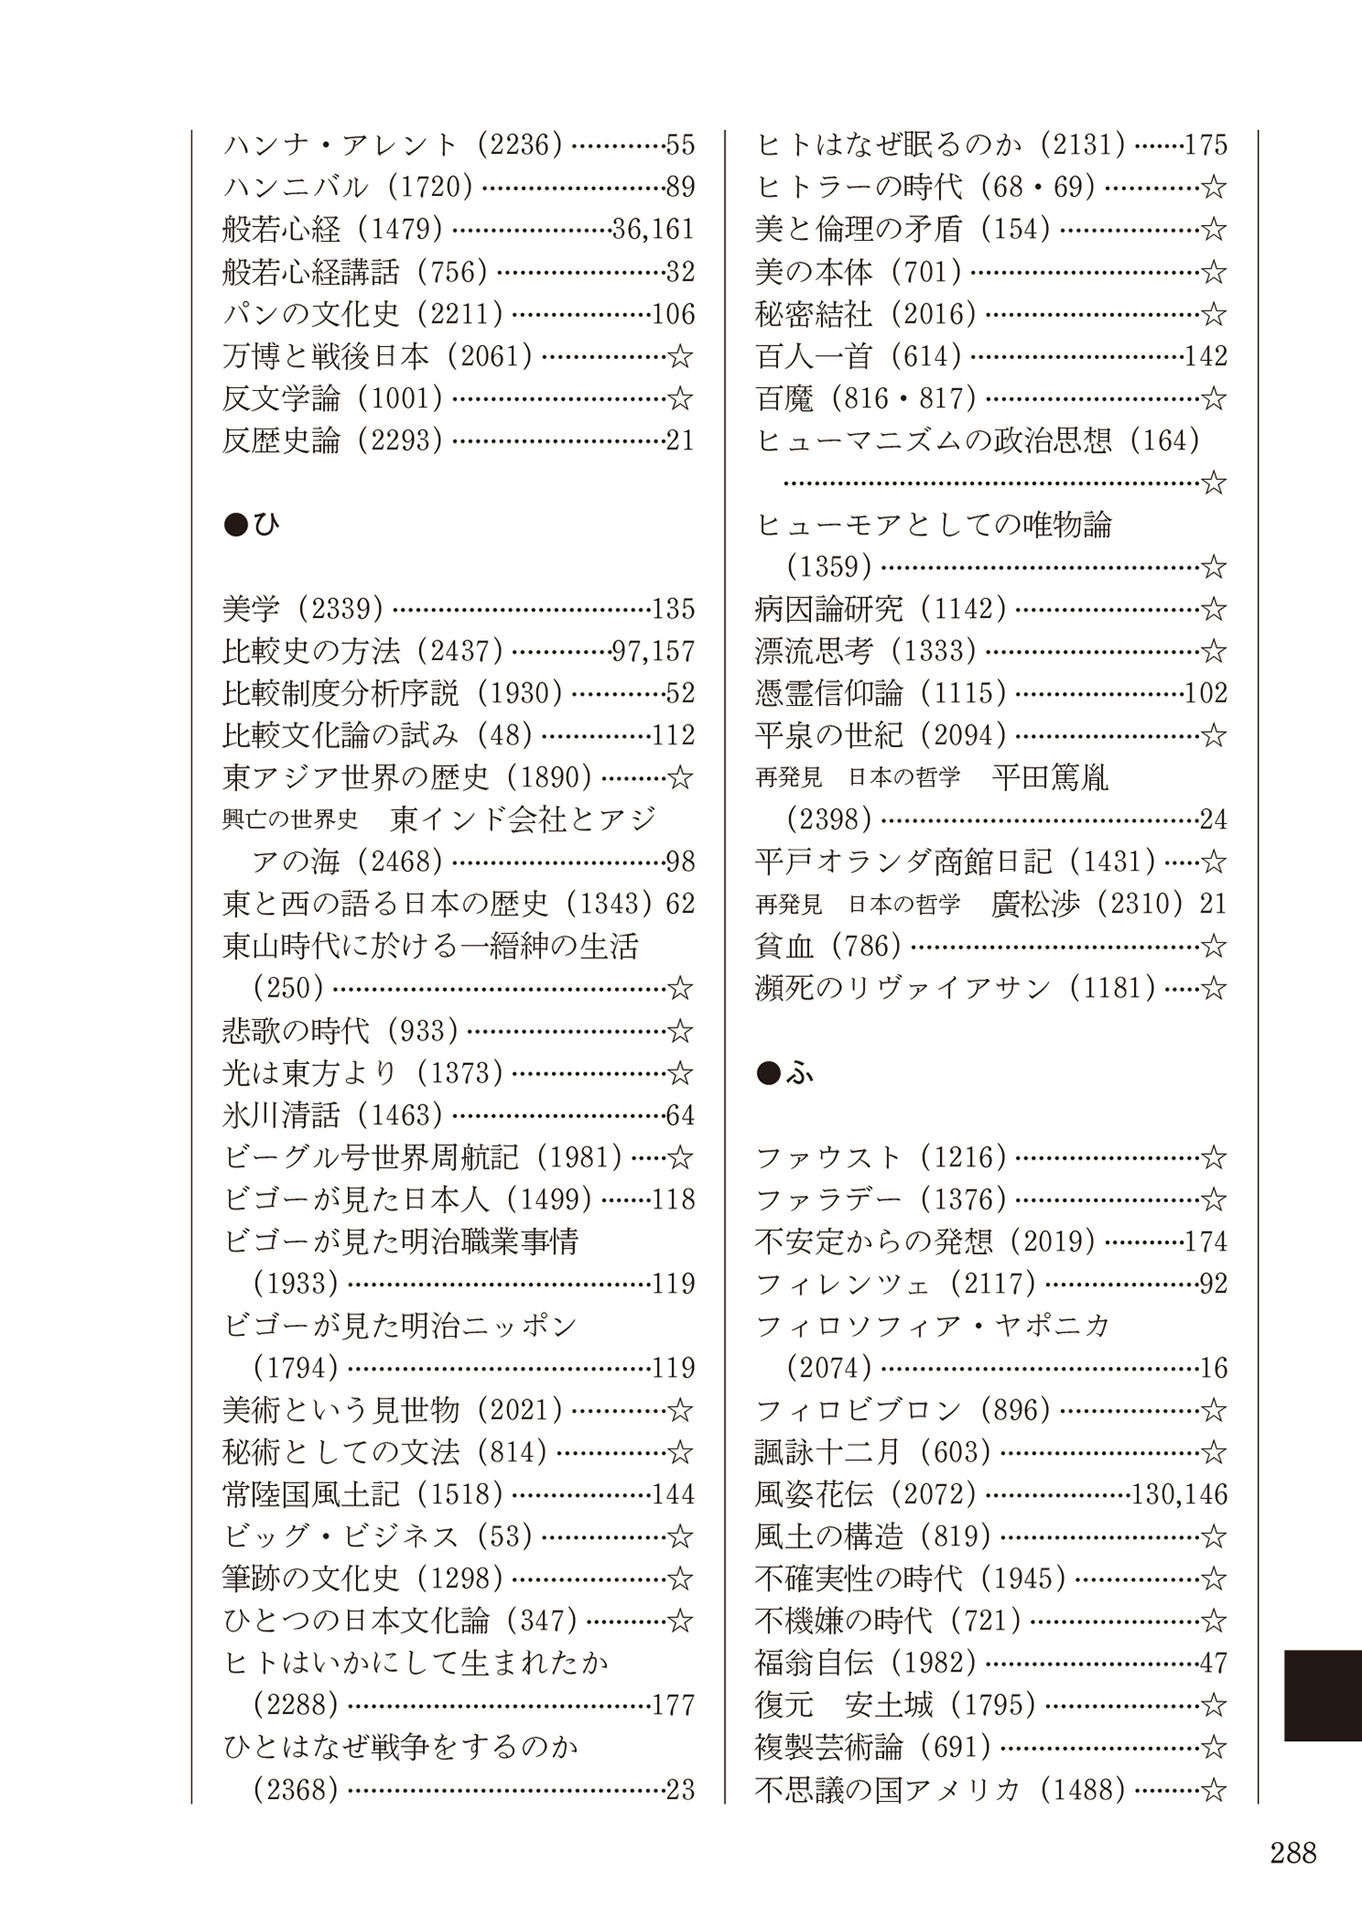 ハンナ・アレント（2236）…………55
ハンニバル（1720）……………………89
般若心経（1479）…………………36,161
般若心経講話（756）…………………32
パンの文化史（2211）………………106
万博と戦後日本（2061）……………☆
反文学論（1001）………………………☆
反歴史論（2293）………………………21
●ひ
美学（2339）……………………………135
比較史の方法（2437）…………97,157
比較制度分析序説（1930）…………52
比較文化論の試み（48）……………112
東アジア世界の歴史（1890）………☆
興亡の世界史　東インド会社とアジ
アの海（2468）………………………98
東と西の語る日本の歴史（1343）62
東山時代に於ける一縉紳の生活
（250）……………………………………☆
悲歌の時代（933）……………………☆
光は東方より（1373）………………☆
氷川清話（1463）………………………64
ビーグル号世界周航記（1981）……☆
ビゴーが見た日本人（1499）……118
ビゴーが見た明治職業事情
（1933）…………………………………119
ビゴーが見た明治ニッポン
（1794）…………………………………119
美術という見世物（2021）…………☆
秘術としての文法（814）……………☆
常陸国風土記（1518）………………144
ビッグ・ビジネス（53）……………☆
筆跡の文化史（1298）………………☆
ひとつの日本文化論（347）…………☆
ヒトはいかにして生まれたか
（2288）…………………………………177
ひとはなぜ戦争をするのか
（2368）…………………………………23
ヒトはなぜ眠るのか（2131）……175
ヒトラーの時代（68・69）…………☆
美と倫理の矛盾（154）………………☆
美の本体（701）…………………………☆
秘密結社（2016）………………………☆
百人一首（614）………………………142
百魔（816・817）………………………☆
ヒューマニズムの政治思想（164）
………………………………………………☆
ヒューモアとしての唯物論
（1359）……………………………………☆
病因論研究（1142）……………………☆
漂流思考（1333）………………………☆
憑霊信仰論（1115）…………………102
平泉の世紀（2094）……………………☆
再発見　日本の哲学　平田篤胤
（2398）……………………………………24
平戸オランダ商館日記（1431）……☆
再発見　日本の哲学　廣松渉（2310）21
貧血（786）………………………………☆
瀕死のリヴァイアサン（1181）……☆
●ふ
ファウスト（1216）……………………☆
ファラデー（1376）……………………☆
不安定からの発想（2019）…………174
フィレンツェ（2117）…………………92
フィロソフィア・ヤポニカ
（2074）……………………………………16
フィロビブロン（896）………………☆
諷詠十二月（603）……………………☆
風姿花伝（2072）………………130,146
風土の構造（819）……………………☆
不確実性の時代（1945）……………☆
不機嫌の時代（721）…………………☆
福翁自伝（1982）………………………47
復元　安土城（1795）…………………☆
複製芸術論（691）……………………☆
不思議の国アメリカ（1488）………☆
288